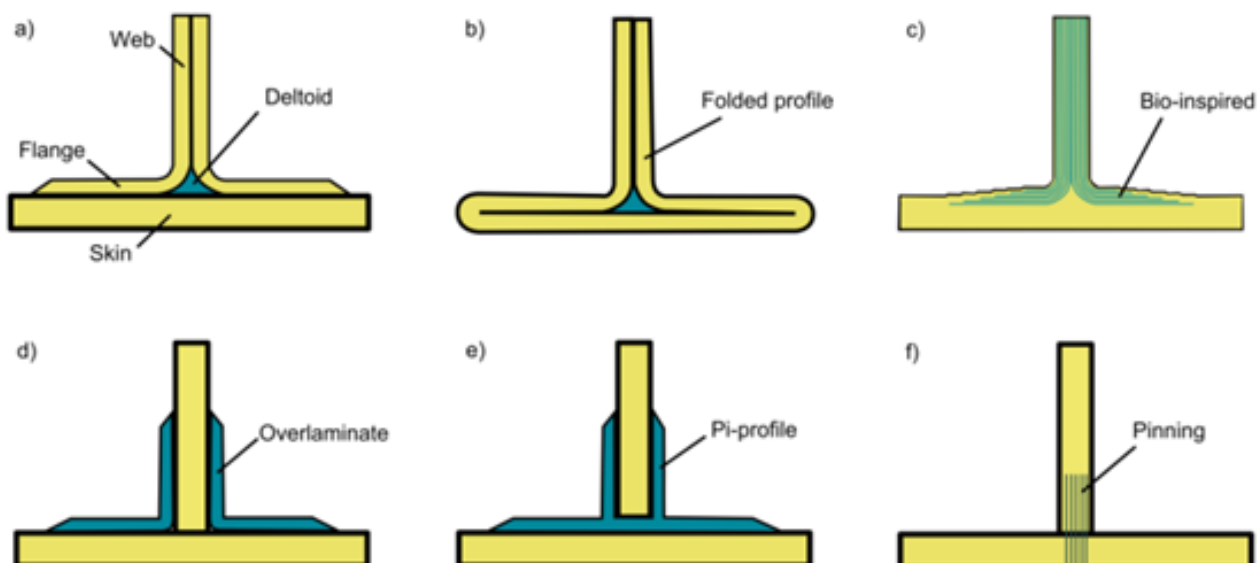 a)
Web
Deltoid
Flange
Skin
b)
Folded profile
c)
Bio-inspired
d)
Overlaminate
e)
Pi-profile
f)
Pinning